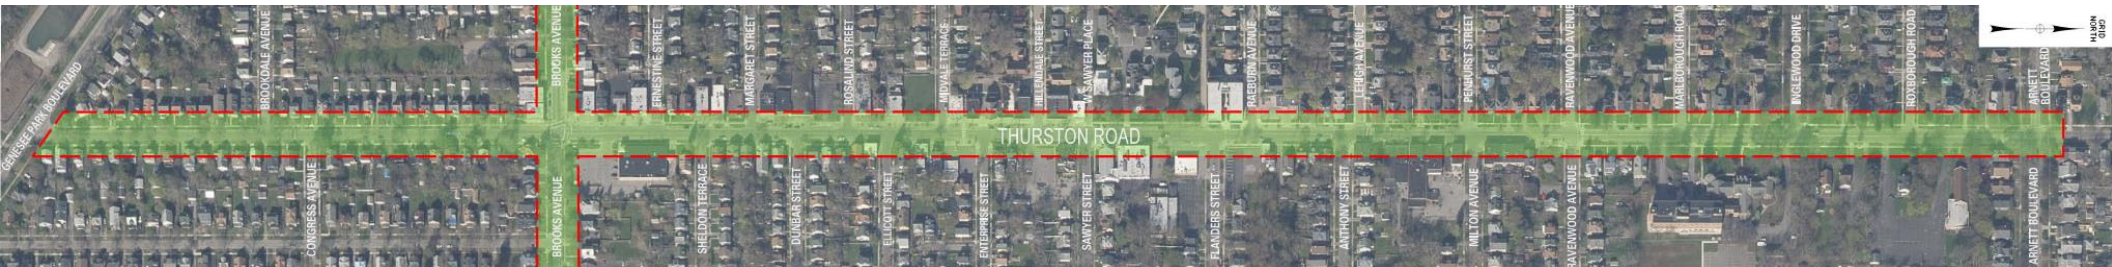 GENESEE PARK BOULEVARD
BROOKDALE AVENUE
CONGRESS AVENUE
BROOKS AVENUE
BROOKS AVENUE
ERNESTINE STREET
SHELDON TERRACE
MARGARET STREET
DUNBAR STREET
ROSALIND STREET
ELLICOT STREET
MIDVALE TERRACE
ENTERPRISE STREET
HILLENDALE STREET
THURSTON ROAD
W SAWYER PLACE
SAWYER STREET
FLANDERS STREET
RAEBURN AVENUE
ANTHONY STREET
LEHIGH AVENUE
PENHURST STREET
MILTON AVENUE
RAVENWOOD AVENUE
RAVENWOOD AVENUE
MARLBOROUGH ROAD
INGLEWOOD DRIVE
ROXBOROUGH ROAD
ARNETT
BOULEVARD
ARNETT BOULEVARD
GRID
NORTH